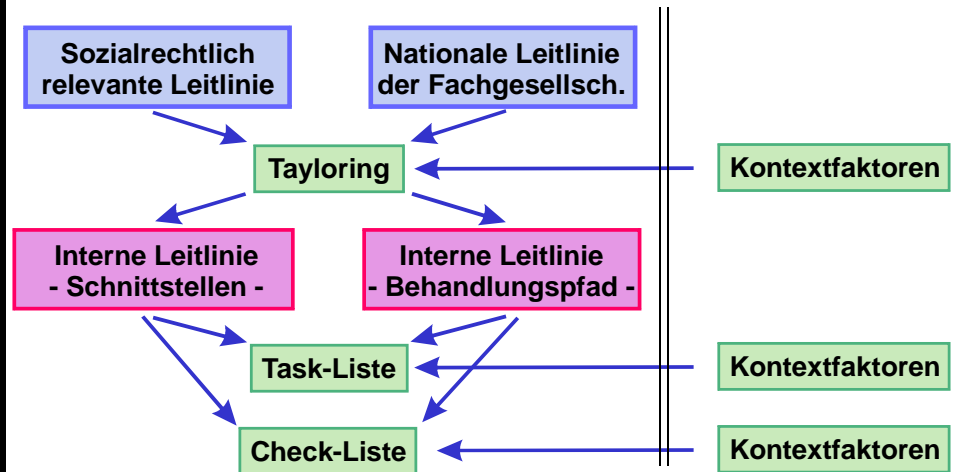 Sozialrechtlich
relevante Leitlinie
Nationale Leitlinie
der Fachgesellsch.
Tayloring
Kontextfaktoren
Interne Leitlinie
- Schnittstellen -
Interne Leitlinie
- Behandlungspfad -
Task-Liste
Kontextfaktoren
Check-Liste
Kontextfaktoren